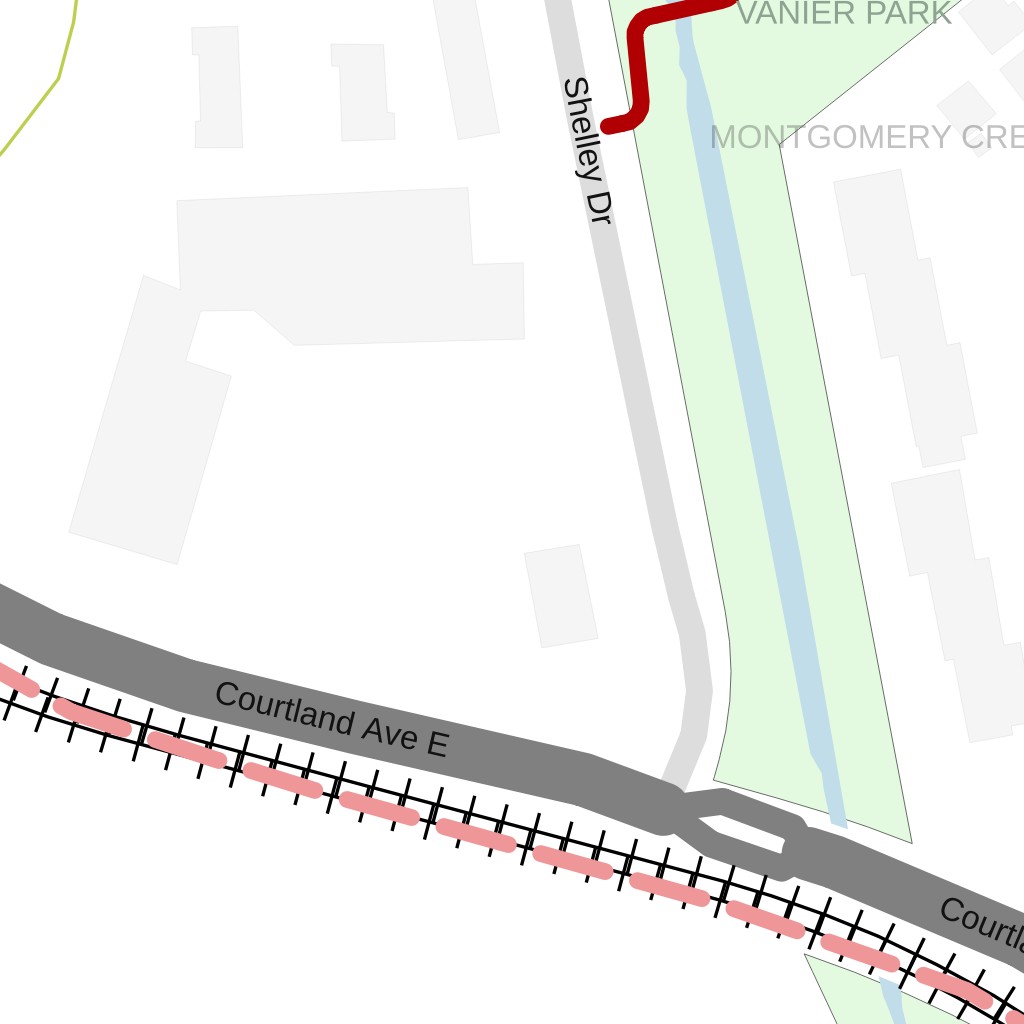 VANIER PARK
Shelley Dr
MONTGOMERY CRE
Courtland Ave E
Courtla